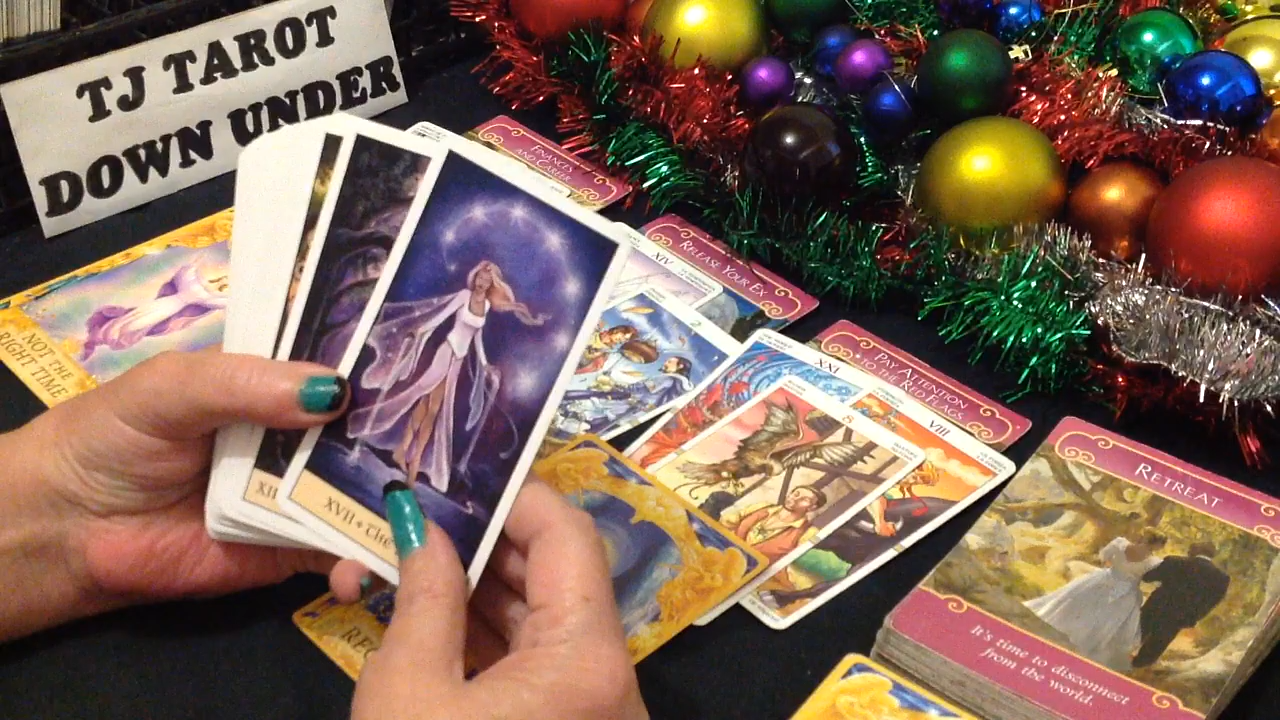 TJ TAROT
DOWN UNDER
FINANCES
AND CAREER
RELEASE YOUR EX
XIV
2
PAY ATTENTION
TO THE RED FLAGS
XXI
VIII
NOT THE
RIGHT TIME
XVII
RETREAT
It's time to disconnect
from the world.